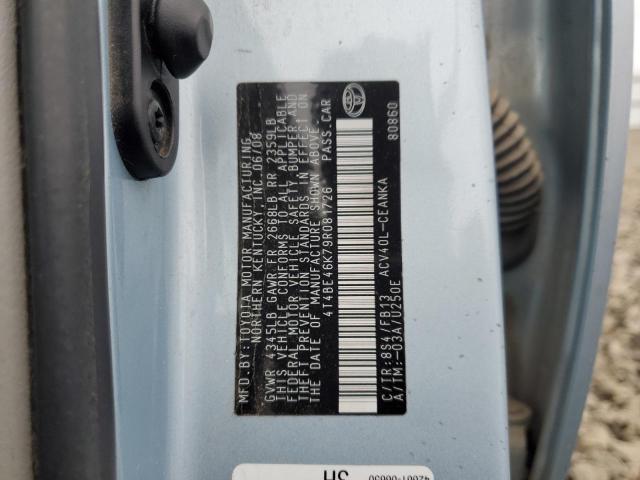 MFD.BY:TOYOTA MOTOR MANUFACTURING
NORTHERN KENTUCKY, INC. 06/08
GVWR 4345LB GAWR.FR 2668LB RR 2359LB
THIS VEHICLE CONFORMS TO ALL APPLICABLE
FEDERAL MOTOR VEHICLE SAFETY, BUMPER, AND
THEFT PREVENTION STANDARDS IN EFFECT ON
THE DATE OF MANUFACTURE SHOWN ABOVE.
4T4BE46K79R081726 PASS.CAR
C/TR:8S4/FB13 ACV40L-CEANKA
A/TM:-03A/U250E 80860
3H